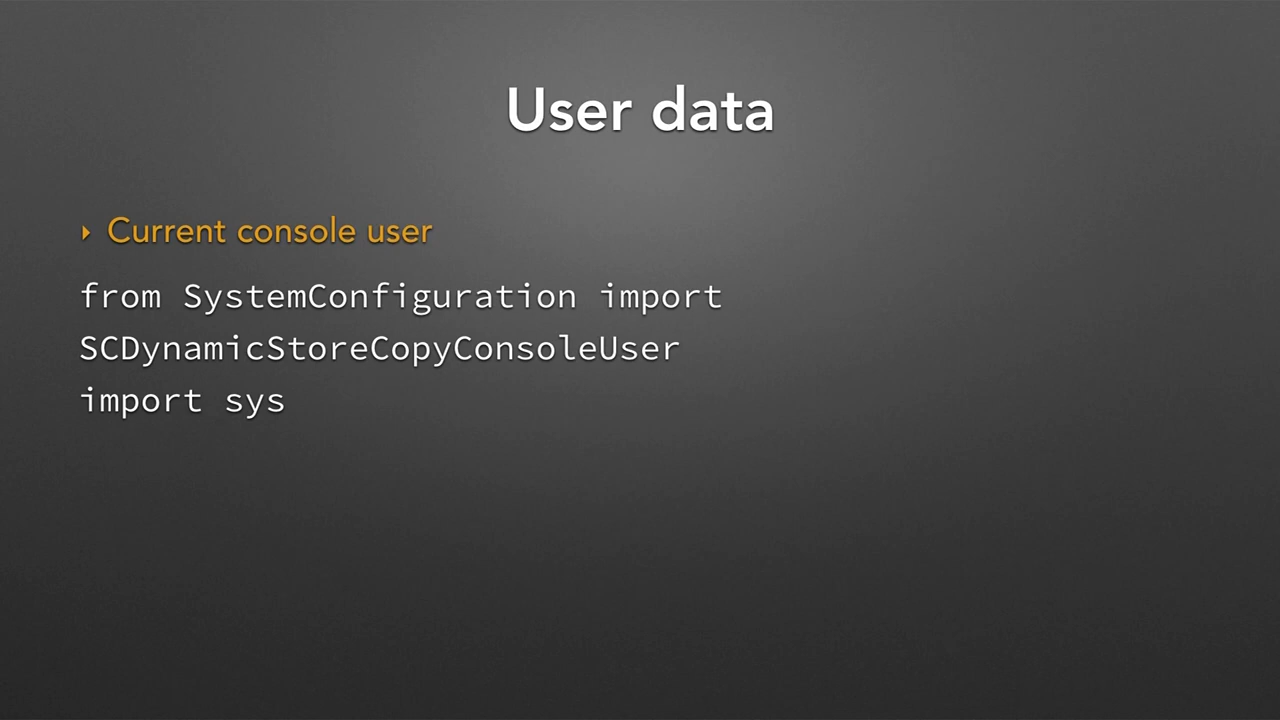 User data
‣ Current console user
from SystemConfiguration import
SCDynamicStoreCopyConsoleUser
import sys